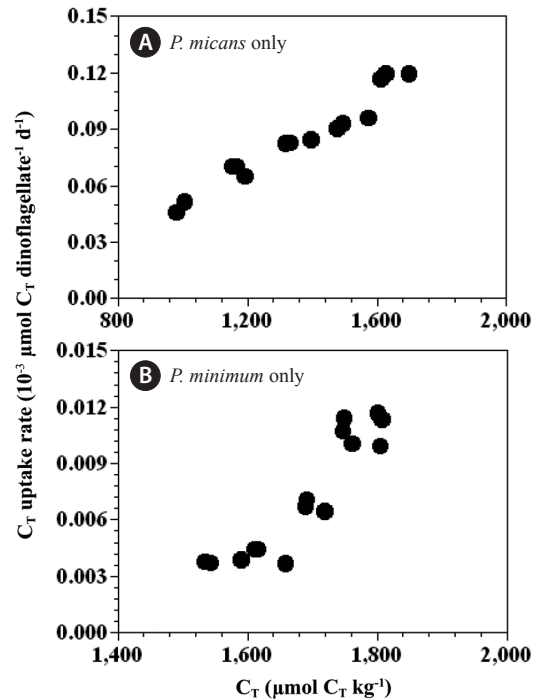 C_T uptake rate (10⁻³ μmol C_T dinoflagellate⁻¹ d⁻¹)
A P. micans only
0.15
0.12
0.09
0.06
0.03
0.00
800 1,200 1,600 2,000
B P. minimum only
0.015
0.012
0.009
0.006
0.003
0.000
1,400 1,600 1,800 2,000
C_T (μmol C_T kg⁻¹)